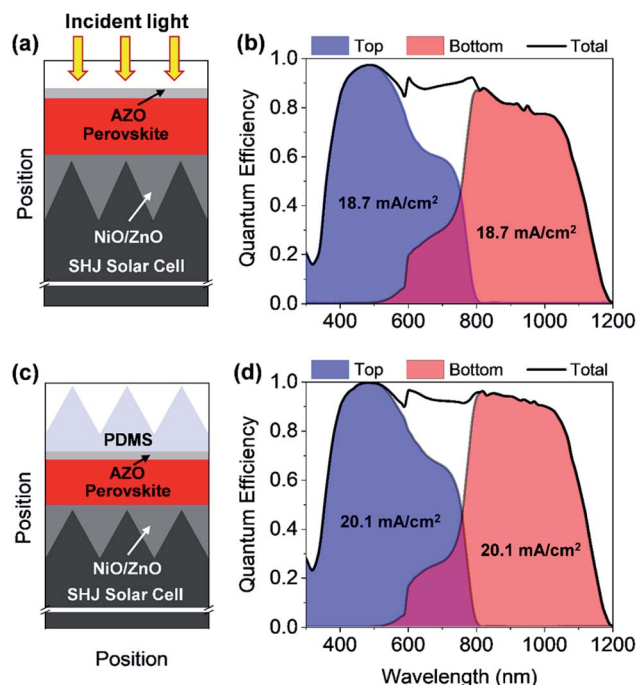 Incident light
(a)
AZO
Perovskite
NiO/ZnO
SHJ Solar Cell
Position
(b)
Top Bottom Total
Quantum Efficiency
1.0
0.8
0.6
0.4
0.2
0.0
18.7 mA/cm²
18.7 mA/cm²
400 600 800 1000 1200
(c)
PDMS
AZO
Perovskite
NiO/ZnO
SHJ Solar Cell
Position
Position
(d)
Top Bottom Total
Quantum Efficiency
1.0
0.8
0.6
0.4
0.2
0.0
20.1 mA/cm²
20.1 mA/cm²
400 600 800 1000 1200
Wavelength (nm)